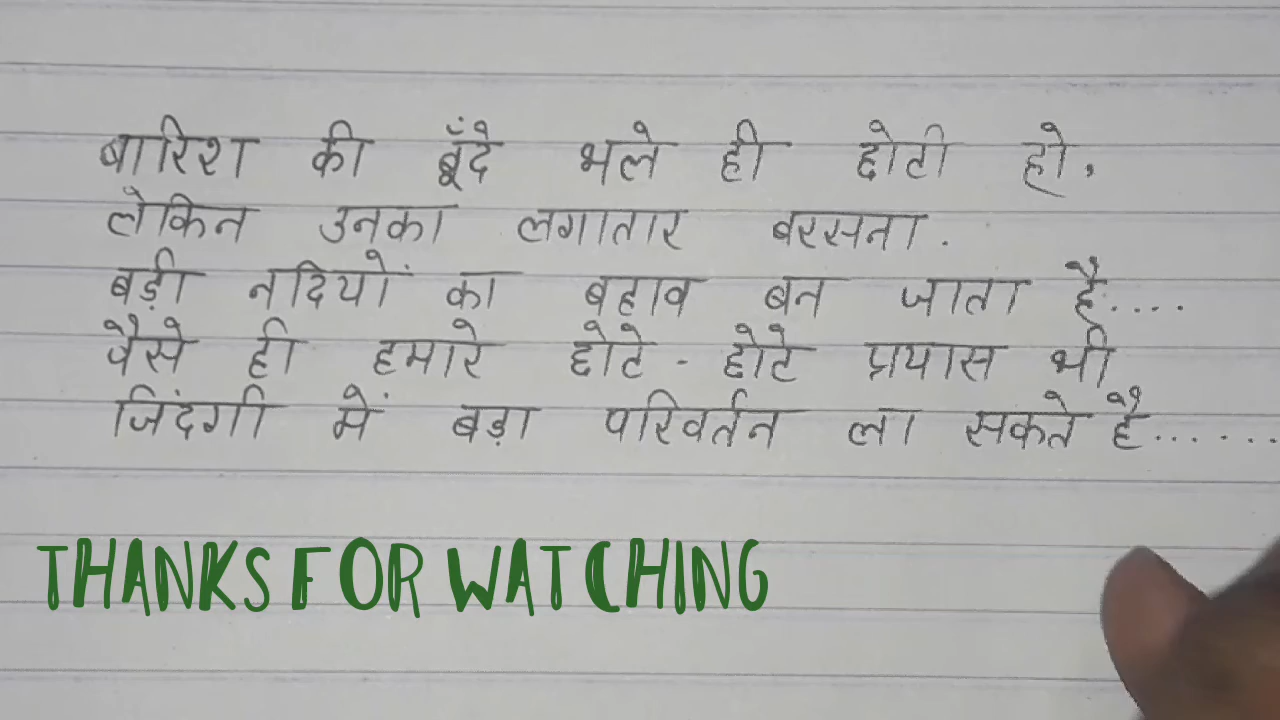 बारिश की बूँदे भले ही छोटी हो,
लेकिन उनका लगातार बरसना.
बड़ी नदियों का बहाव बन जाता है....
वैसे ही हमारे छोटे - छोटे प्रयास भी
जिंदगी में बड़ा परिवर्तन ला सकते है......
THANKS FOR WATCHING